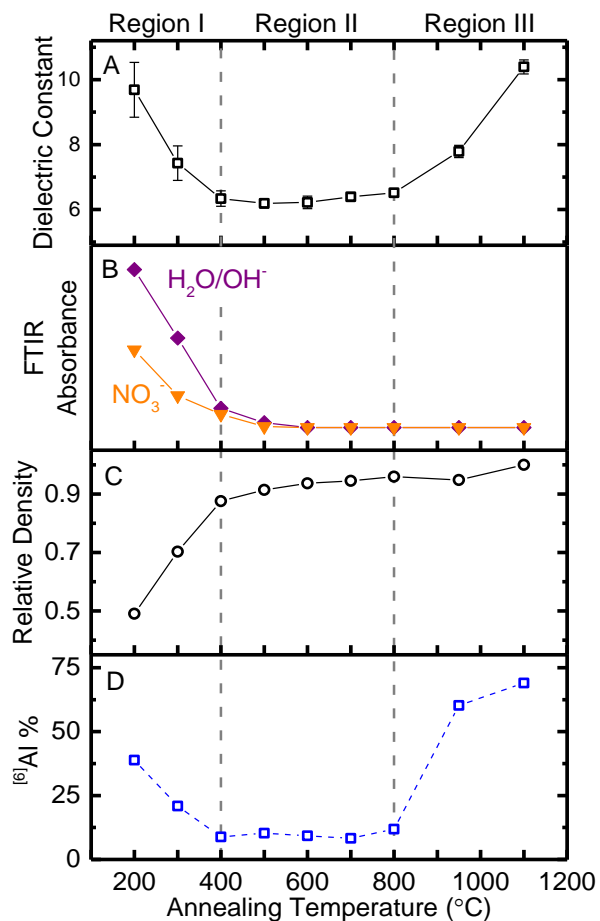 Region I Region II Region III
A
Dielectric Constant
10
8
6
B
H₂O/OH⁻
NO₃⁻
FTIR
Absorbance
C
Relative Density
0.9
0.7
0.5
D
[6]Al %
75
50
25
0
200 400 600 800 1000 1200
Annealing Temperature (°C)